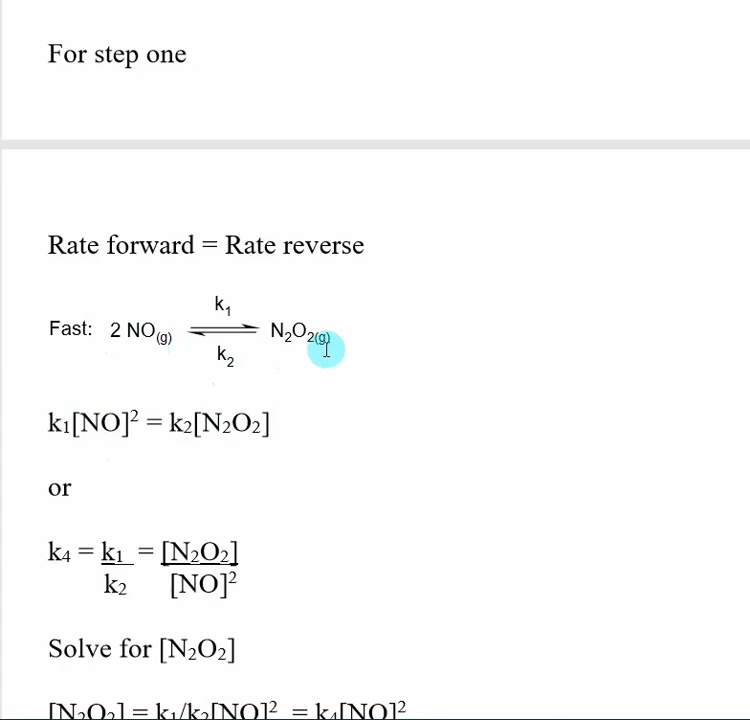 For step one
Rate forward = Rate reverse
k₁
Fast: 2 NO(g) ⇌ N₂O₂(g)
k₂
k₁[NO]² = k₂[N₂O₂]
or
k₄ = k₁ = [N₂O₂]
k₂ [NO]²
Solve for [N₂O₂]
[N₂O₂] = k₁/k₂[NO]² = k₄[NO]²